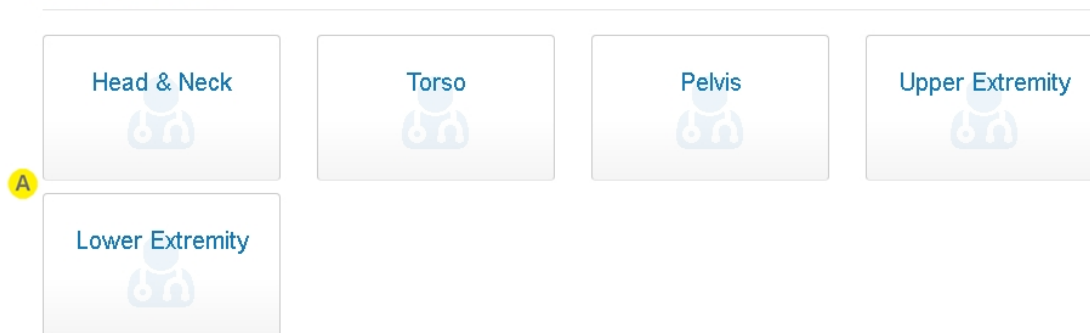 Head & Neck
Torso
Pelvis
Upper Extremity
A
Lower Extremity